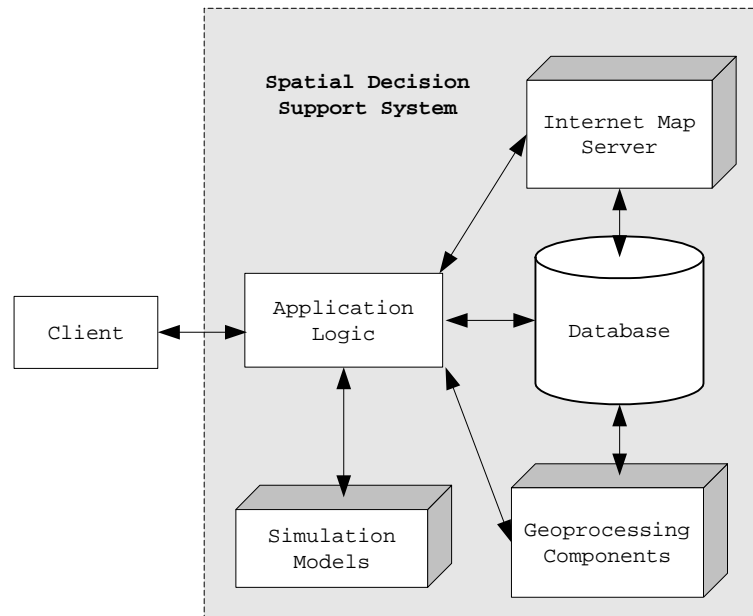 Spatial Decision
Support System
Internet Map
Server
Application
Logic
Client
Database
Simulation
Models
Geoprocessing
Components